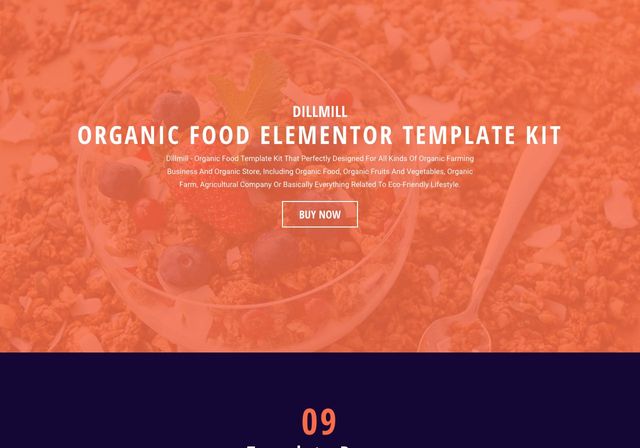 DILLMILL
ORGANIC FOOD ELEMENTOR TEMPLATE KIT
Dillmill - Organic Food Template Kit That Perfectly Designed For All Kinds Of Organic Farming
Business And Organic Store, Including Organic Food, Organic Fruits And Vegetables, Organic
Farm, Agricultural Company Or Basically Everything Related To Eco-Friendly Lifestyle.
BUY NOW
09